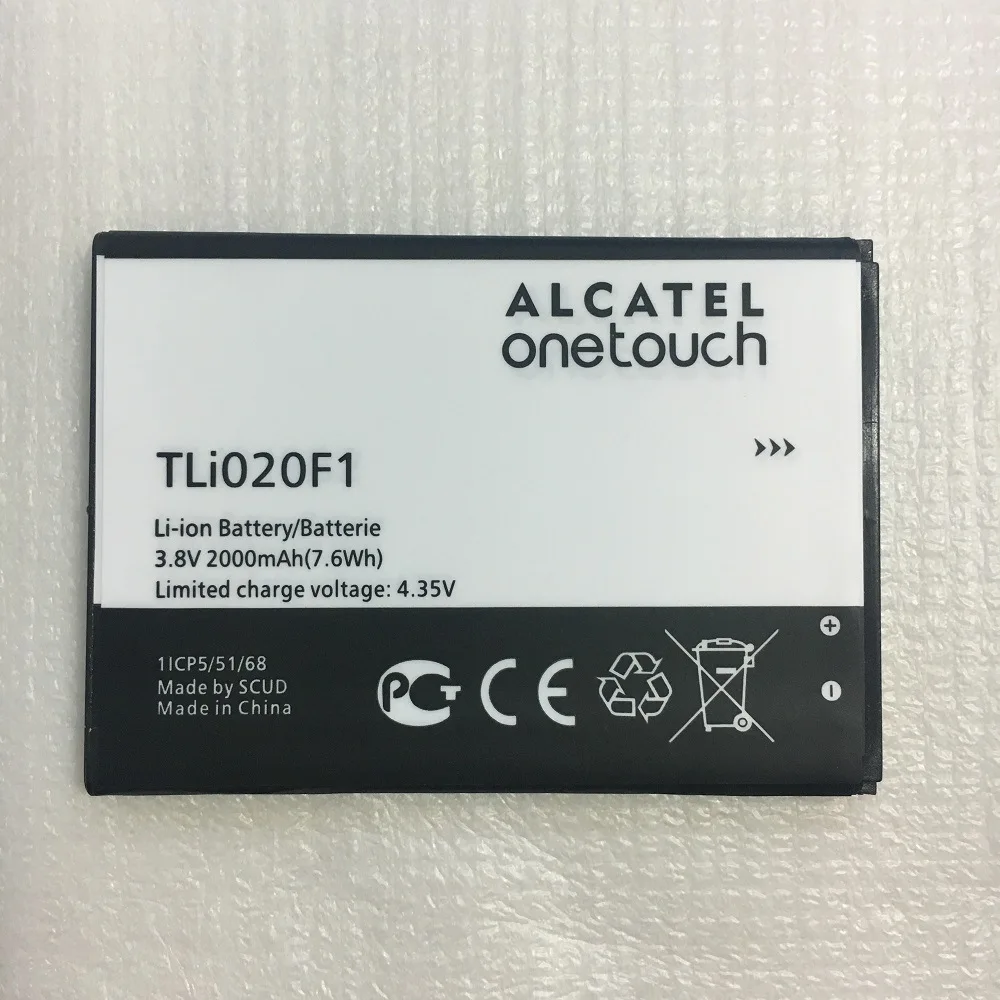 ALCATEL
onetouch
TLi020F1
Li-ion Battery/Batterie
3.8V 2000mAh(7.6Wh)
Limited charge voltage: 4.35V
1ICP5/51/68
Made by SCUD
Made in China